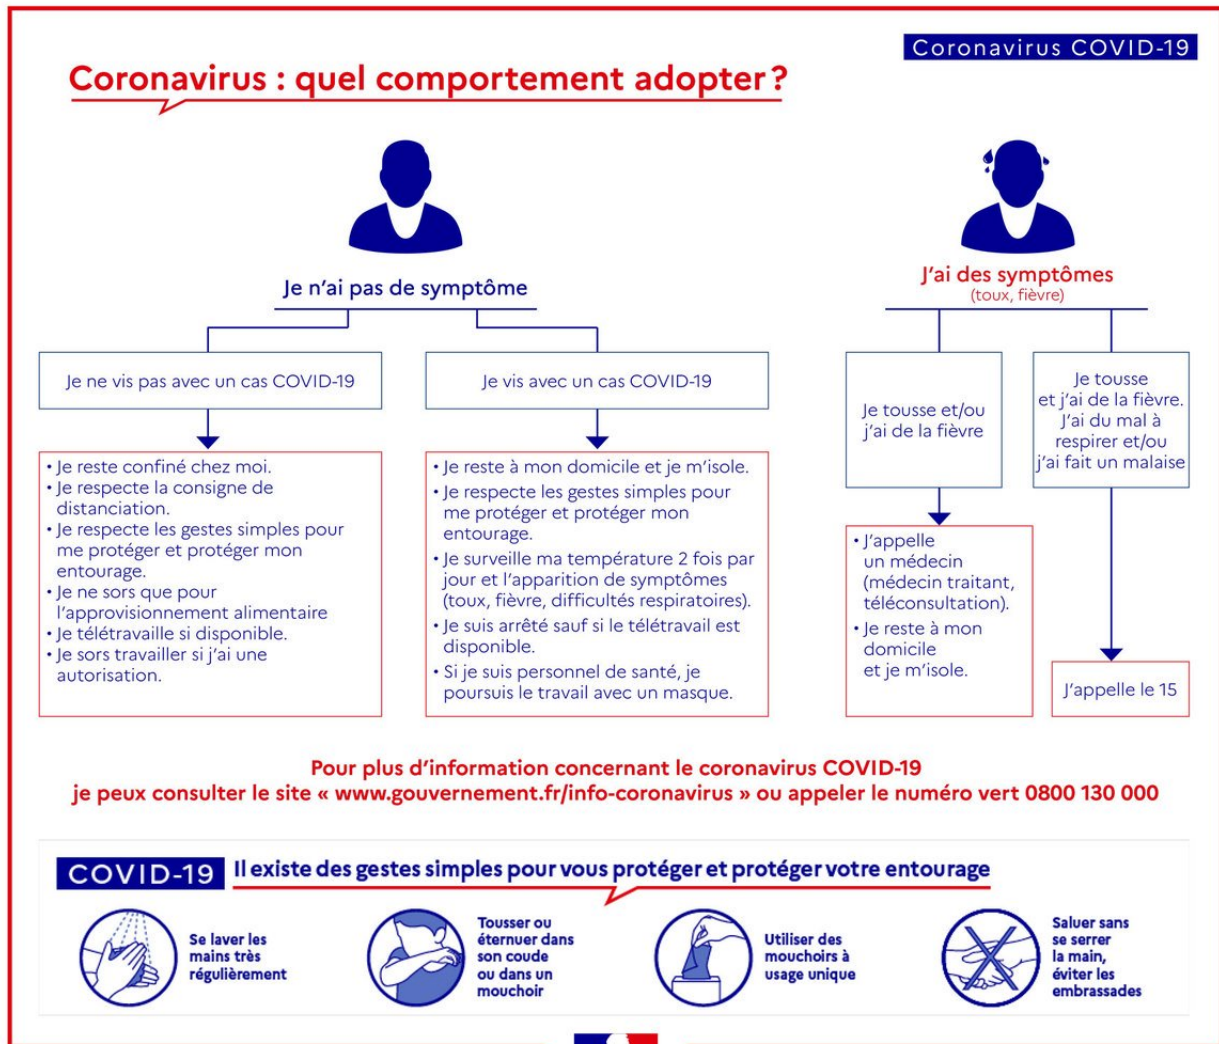 Coronavirus COVID-19
Coronavirus : quel comportement adopter ?
Je n'ai pas de symptôme
Je ne vis pas avec un cas COVID-19
• Je reste confiné chez moi.
• Je respecte la consigne de
distanciation.
• Je respecte les gestes simples pour
me protéger et protéger mon
entourage.
• Je ne sors que pour
l'approvisionnement alimentaire
• Je télétravaille si disponible.
• Je sors travailler si j'ai une
autorisation.
Je vis avec un cas COVID-19
• Je reste à mon domicile et je m'isole.
• Je respecte les gestes simples pour
me protéger et protéger mon
entourage.
• Je surveille ma température 2 fois par
jour et l'apparition de symptômes
(toux, fièvre, difficultés respiratoires).
• Je suis arrêté sauf si le télétravail est
disponible.
• Si je suis personnel de santé, je
poursuis le travail avec un masque.
J'ai des symptômes
(toux, fièvre)
Je tousse et/ou
j'ai de la fièvre
• J'appelle
un médecin
(médecin traitant,
téléconsultation).
• Je reste à mon
domicile
et je m'isole.
Je tousse
et j'ai de la fièvre.
J'ai du mal à
respirer et/ou
j'ai fait un malaise
J'appelle le 15
Pour plus d'information concernant le coronavirus COVID-19
je peux consulter le site « www.gouvernement.fr/info-coronavirus » ou appeler le numéro vert 0800 130 000
COVID-19 Il existe des gestes simples pour vous protéger et protéger votre entourage
Se laver les
mains très
régulièrement
Tousser ou
éternuer dans
son coude
ou dans un
mouchoir
Utiliser des
mouchoirs à
usage unique
Saluer sans
se serrer
la main,
éviter les
embrassades